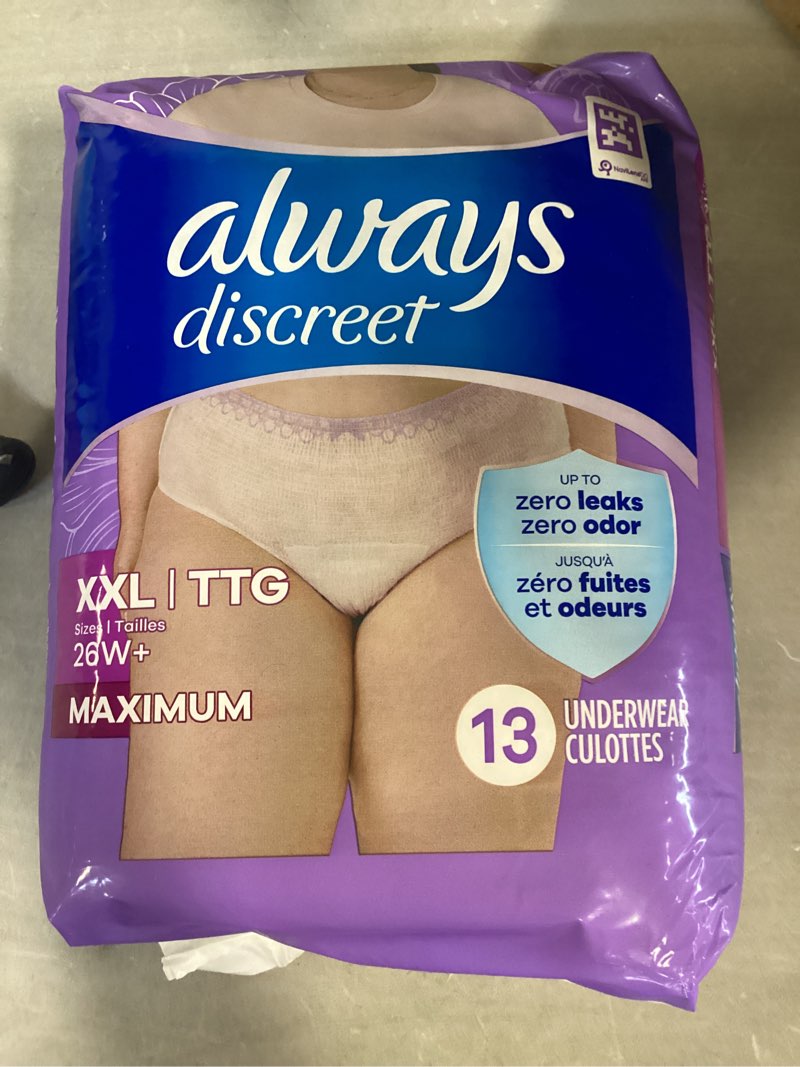 always
discreet
NaviLens
UP TO
zero leaks
zero odor
JUSQU'À
zéro fuites
et odeurs
XXL | TTG
Sizes | Tailles
26W+
MAXIMUM
13
UNDERWEAR
CULOTTES